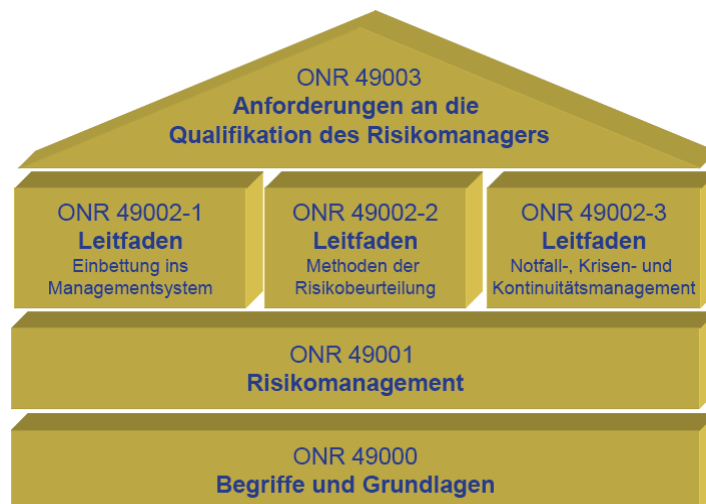 ONR 49003
Anforderungen an die
Qualifikation des Risikomanagers
ONR 49002-1
Leitfaden
Einbettung ins
Managementsystem
ONR 49002-2
Leitfaden
Methoden der
Risikobeurteilung
ONR 49002-3
Leitfaden
Notfall-, Krisen- und
Kontinuitätsmanagement
ONR 49001
Risikomanagement
ONR 49000
Begriffe und Grundlagen